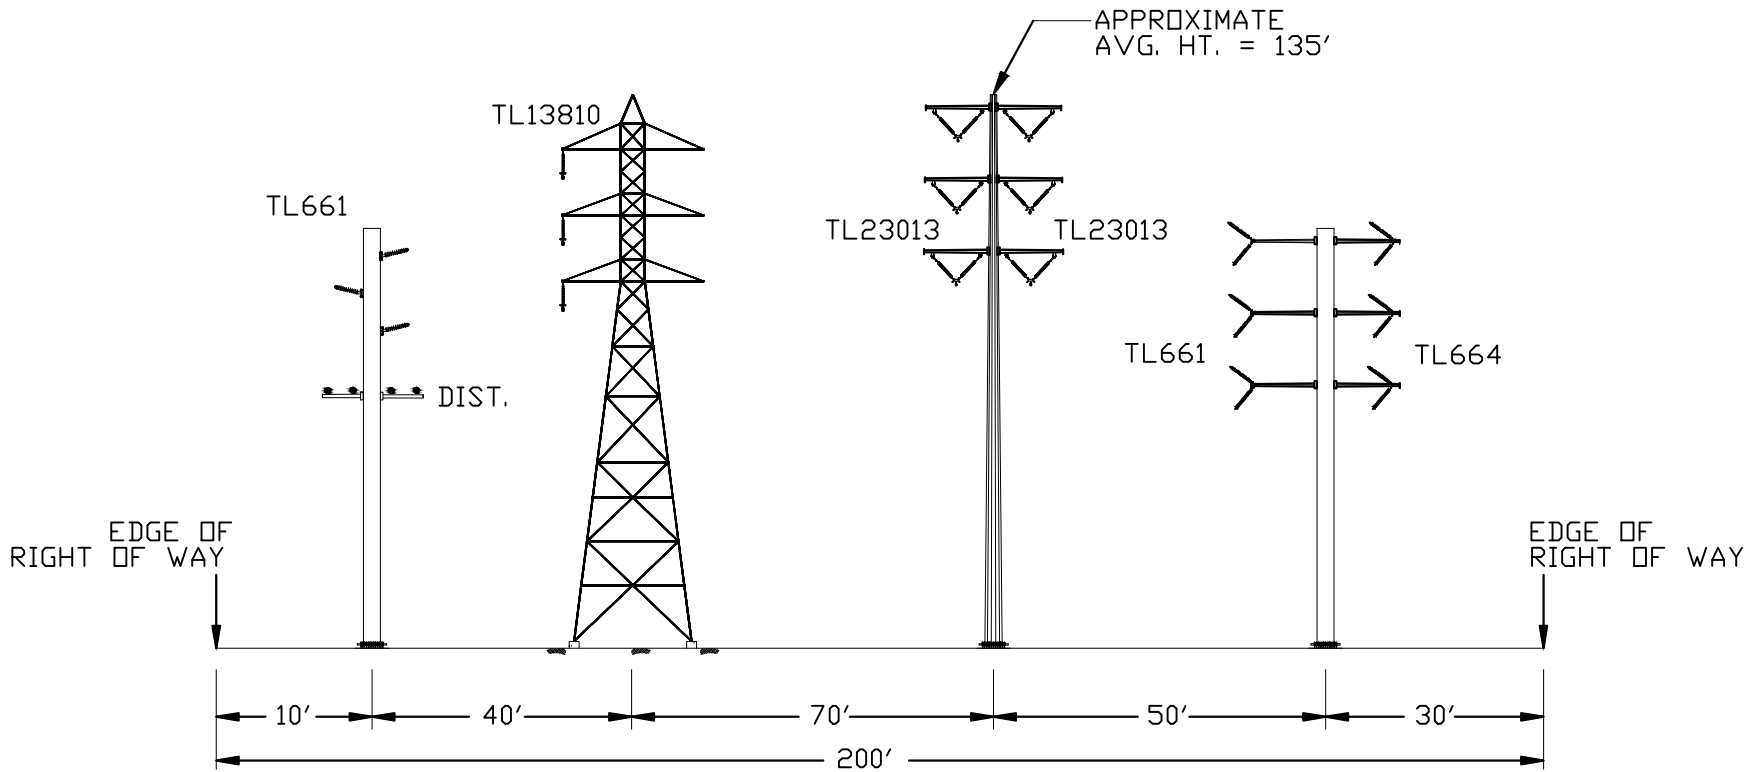 APPROXIMATE
AVG. HT. = 135'
TL13810
TL661
TL23013
TL23013
TL661
TL664
DIST.
EDGE OF
RIGHT OF WAY
EDGE OF
RIGHT OF WAY
10'
40'
70'
50'
30'
200'